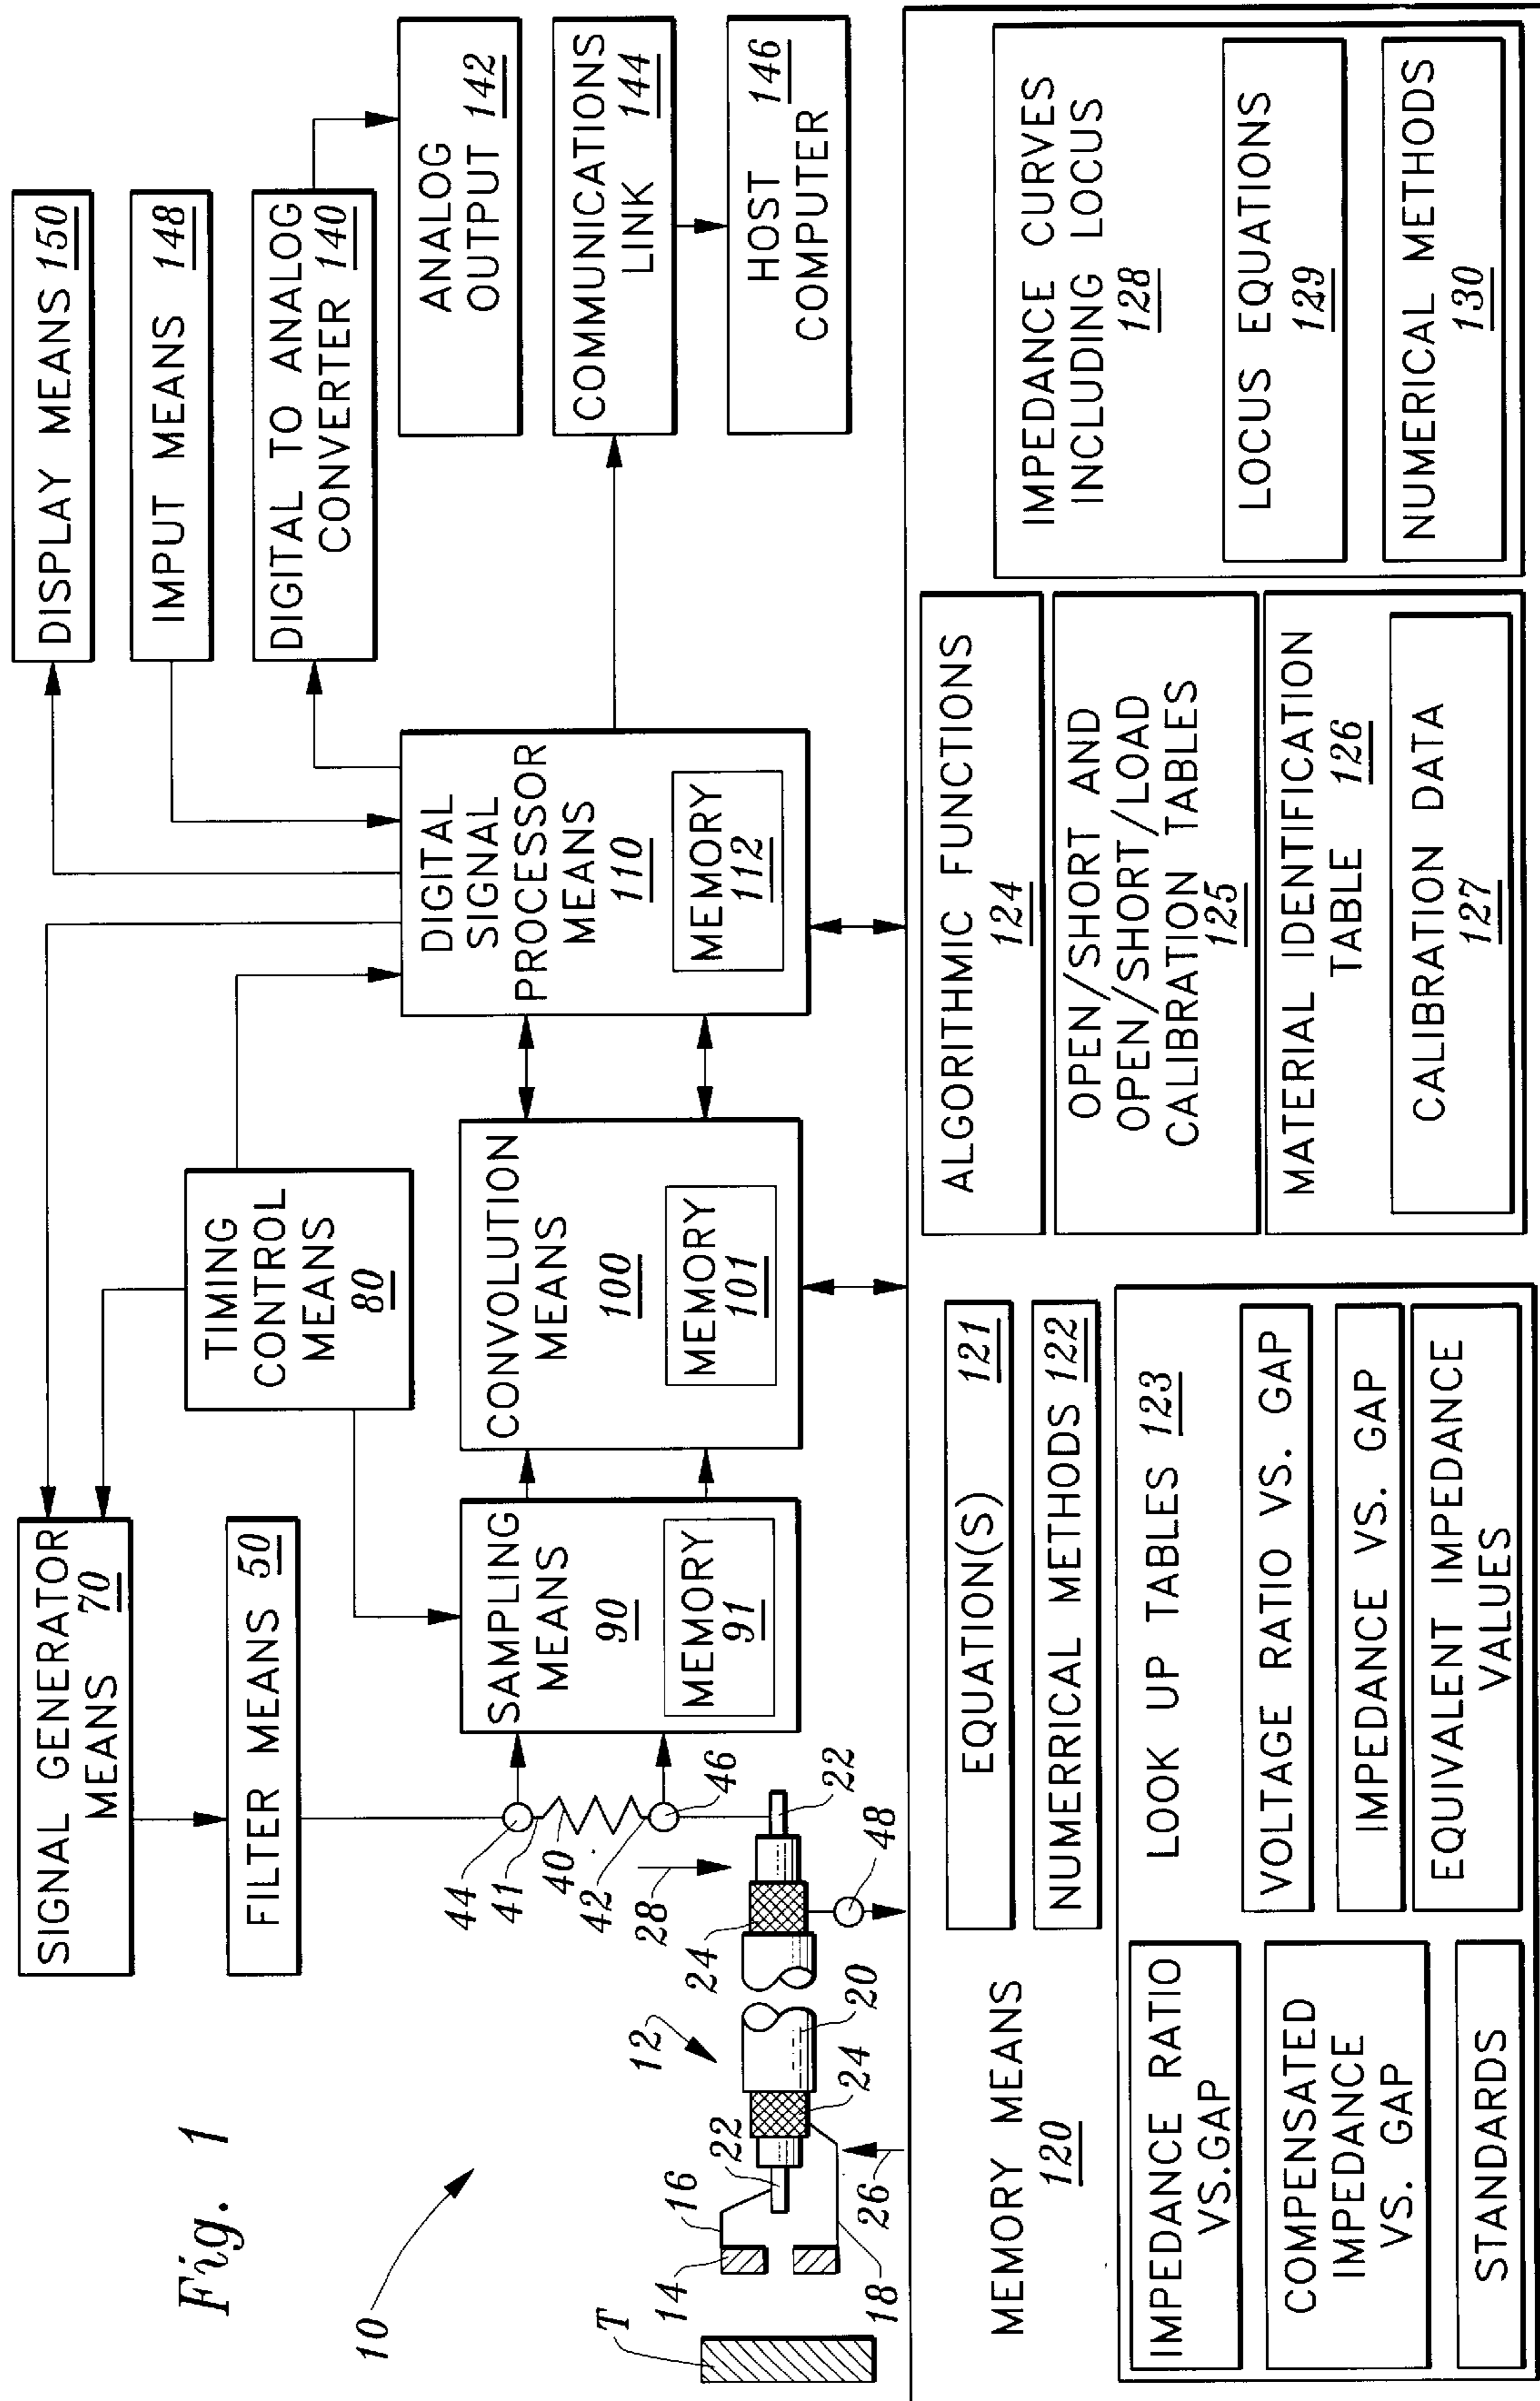 Fig. 1
10
SIGNAL GENERATOR
MEANS 70
FILTER MEANS 50
TIMING
CONTROL
MEANS
80
DISPLAY MEANS 150
IMPUT MEANS 148
DIGITAL TO ANALOG
CONVERTER 140
ANALOG
OUTPUT 142
COMMUNICATIONS
LINK 144
HOST 146
COMPUTER
SAMPLING
MEANS
90
MEMORY
91
CONVOLUTION
MEANS
100
MEMORY
101
DIGITAL
SIGNAL
PROCESSOR
MEANS
110
MEMORY
112
44
41
40
42
46
28
22
24
48
12
20
24
22
16
14
18
26
T
MEMORY MEANS
120
EQUATION(S) 121
NUMERRICAL METHODS 122
LOOK UP TABLES 123
VOLTAGE RATIO VS. GAP
IMPEDANCE VS. GAP
EQUIVALENT IMPEDANCE
VALUES
IMPEDANCE RATIO
VS.GAP
COMPENSATED
IMPEDANCE
VS. GAP
STANDARDS
ALGORITHMIC FUNCTIONS
124
OPEN/SHORT AND
OPEN/SHORT/LOAD
CALIBRATION TABLES
125
MATERIAL IDENTIFICATION
TABLE 126
CALIBRATION DATA
127
IMPEDANCE CURVES
INCLUDING LOCUS
128
LOCUS EQUATIONS
129
NUMERICAL METHODS
130